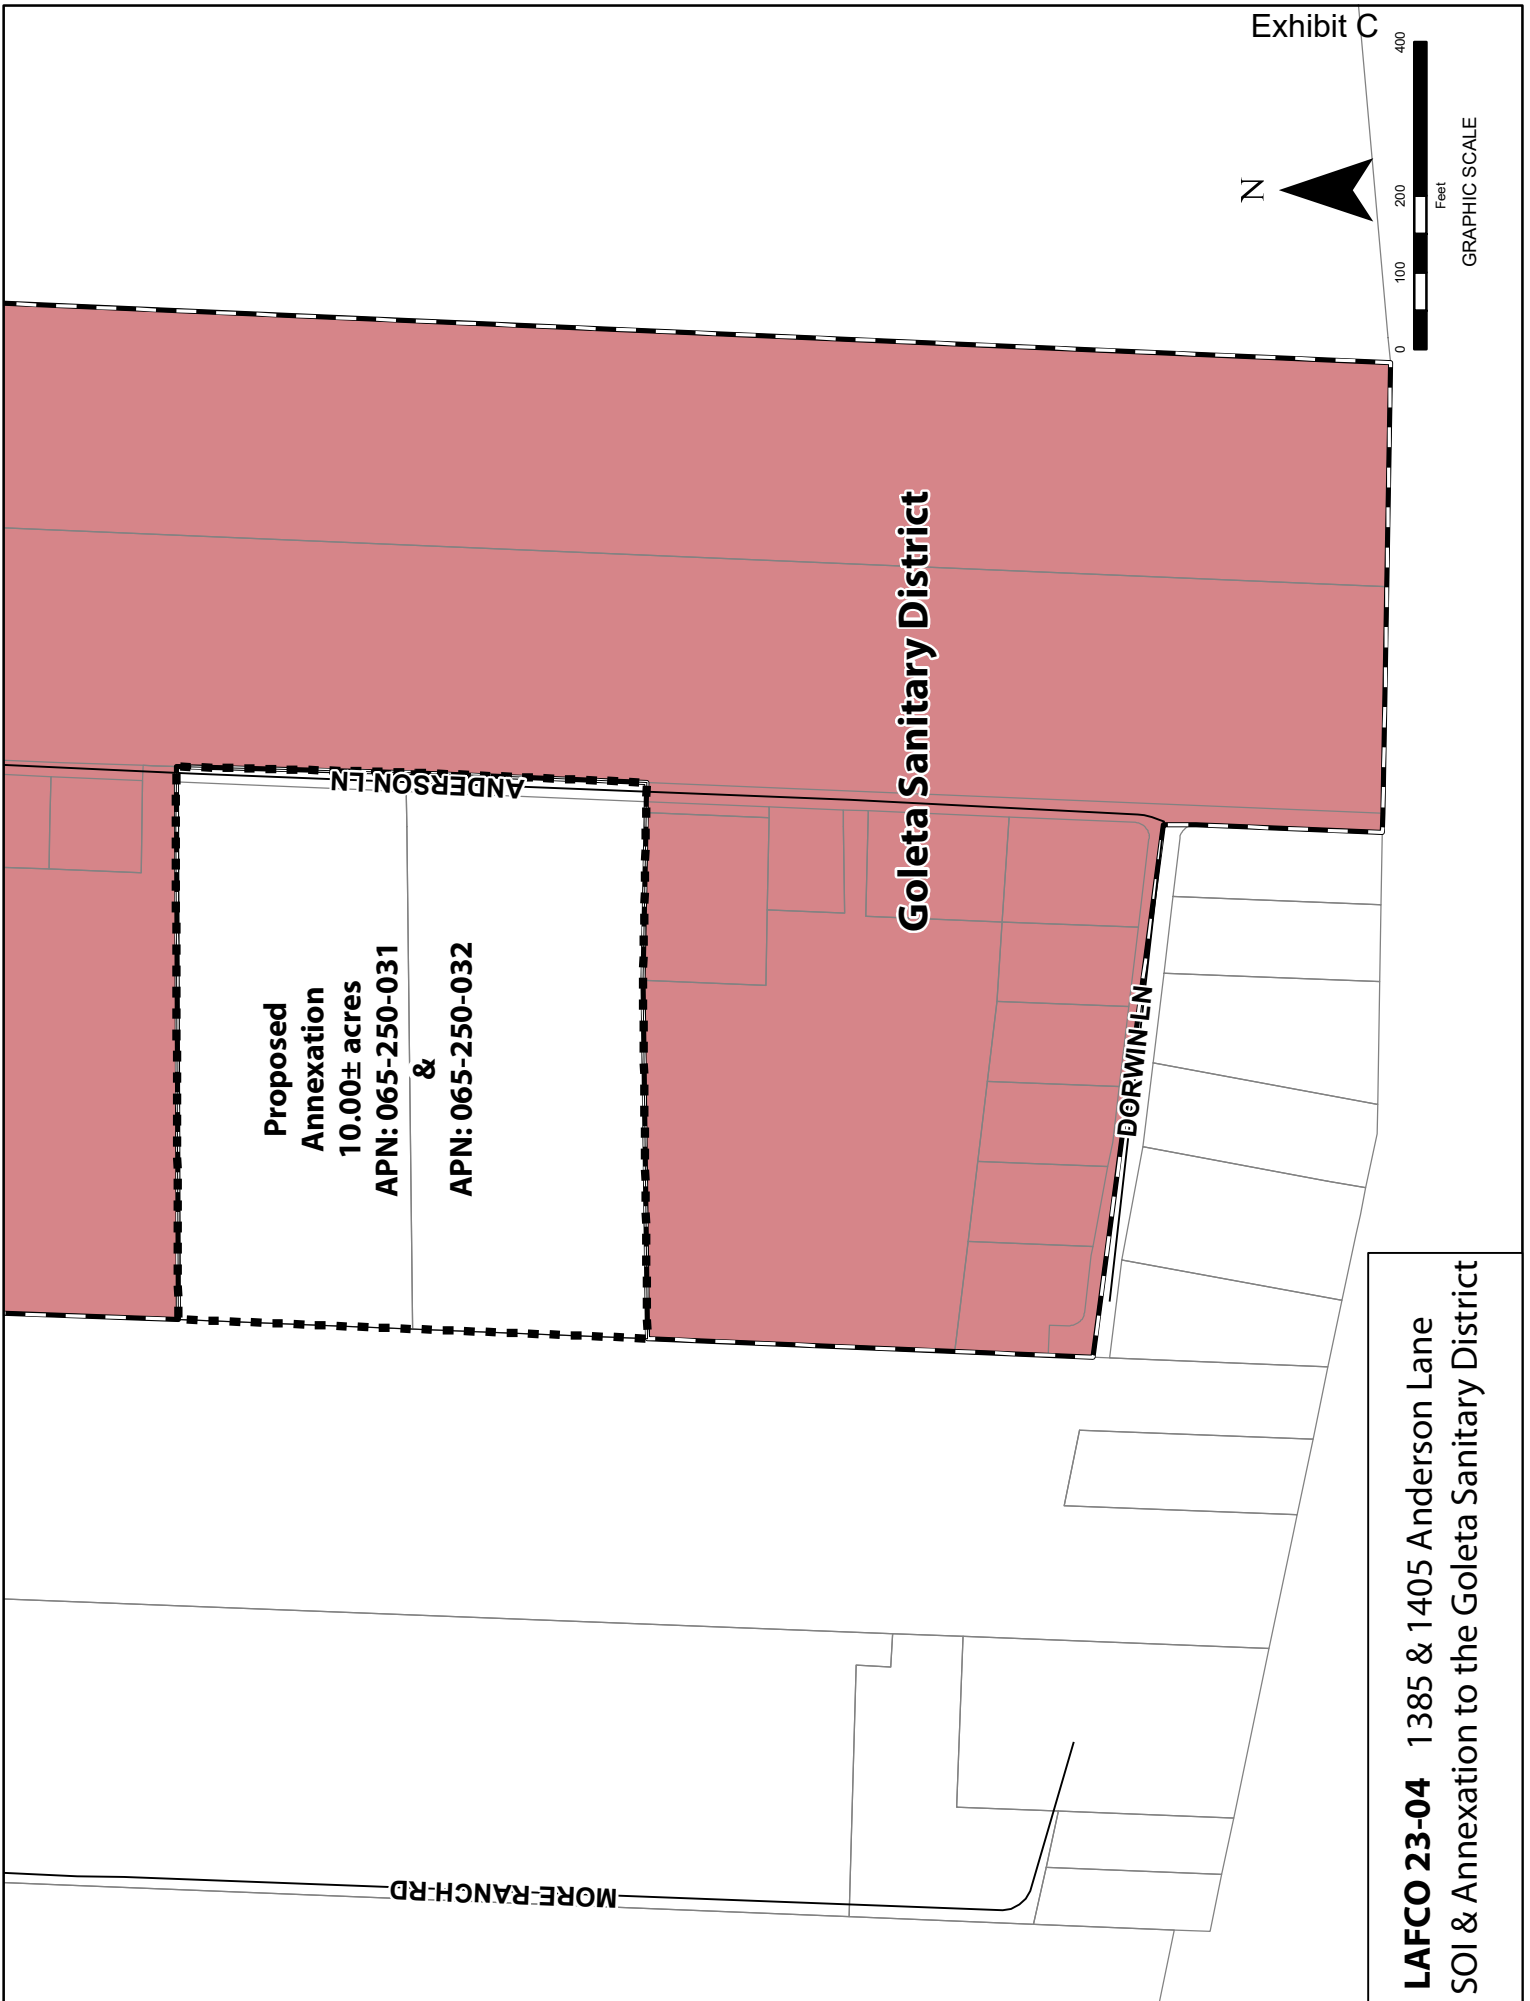 Exhibit C
Proposed
Annexation
10.00± acres
APN: 065-250-031
&
APN: 065-250-032
ANDERSON LN
Goleta Sanitary District
DORWIN LN
MORE RANCH RD
N
0 100 200 400
Feet
GRAPHIC SCALE
LAFCO 23-04 1385 & 1405 Anderson Lane
SOI & Annexation to the Goleta Sanitary District